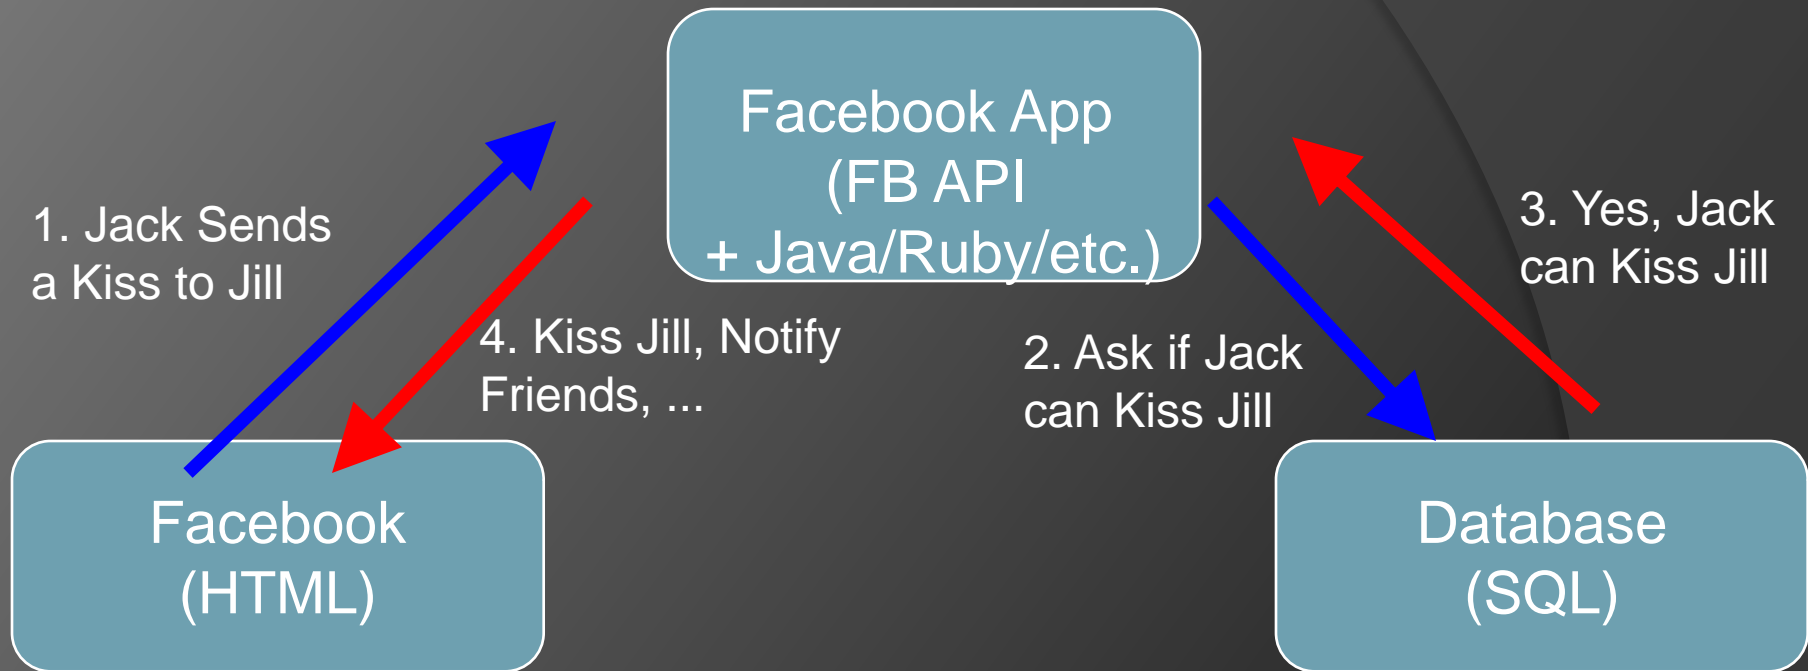 Facebook App
(FB API
+ Java/Ruby/etc.)
1. Jack Sends
a Kiss to Jill
3. Yes, Jack
can Kiss Jill
4. Kiss Jill, Notify
Friends, ...
2. Ask if Jack
can Kiss Jill
Facebook
(HTML)
Database
(SQL)